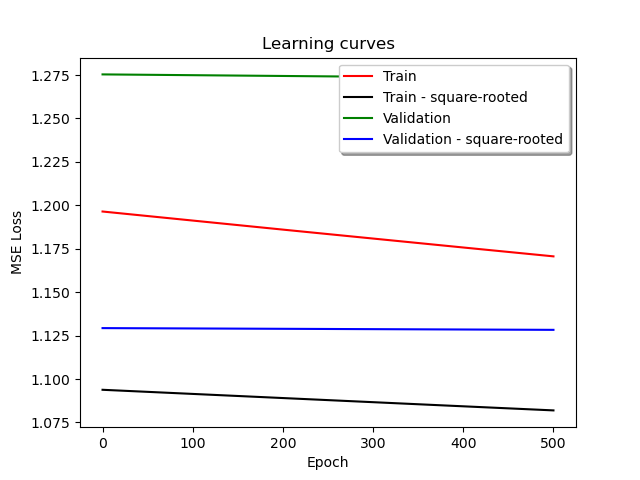 Learning curves
Train
Train - square-rooted
Validation
Validation - square-rooted
MSE Loss
1.275
1.250
1.225
1.200
1.175
1.150
1.125
1.100
1.075
0 100 200 300 400 500
Epoch